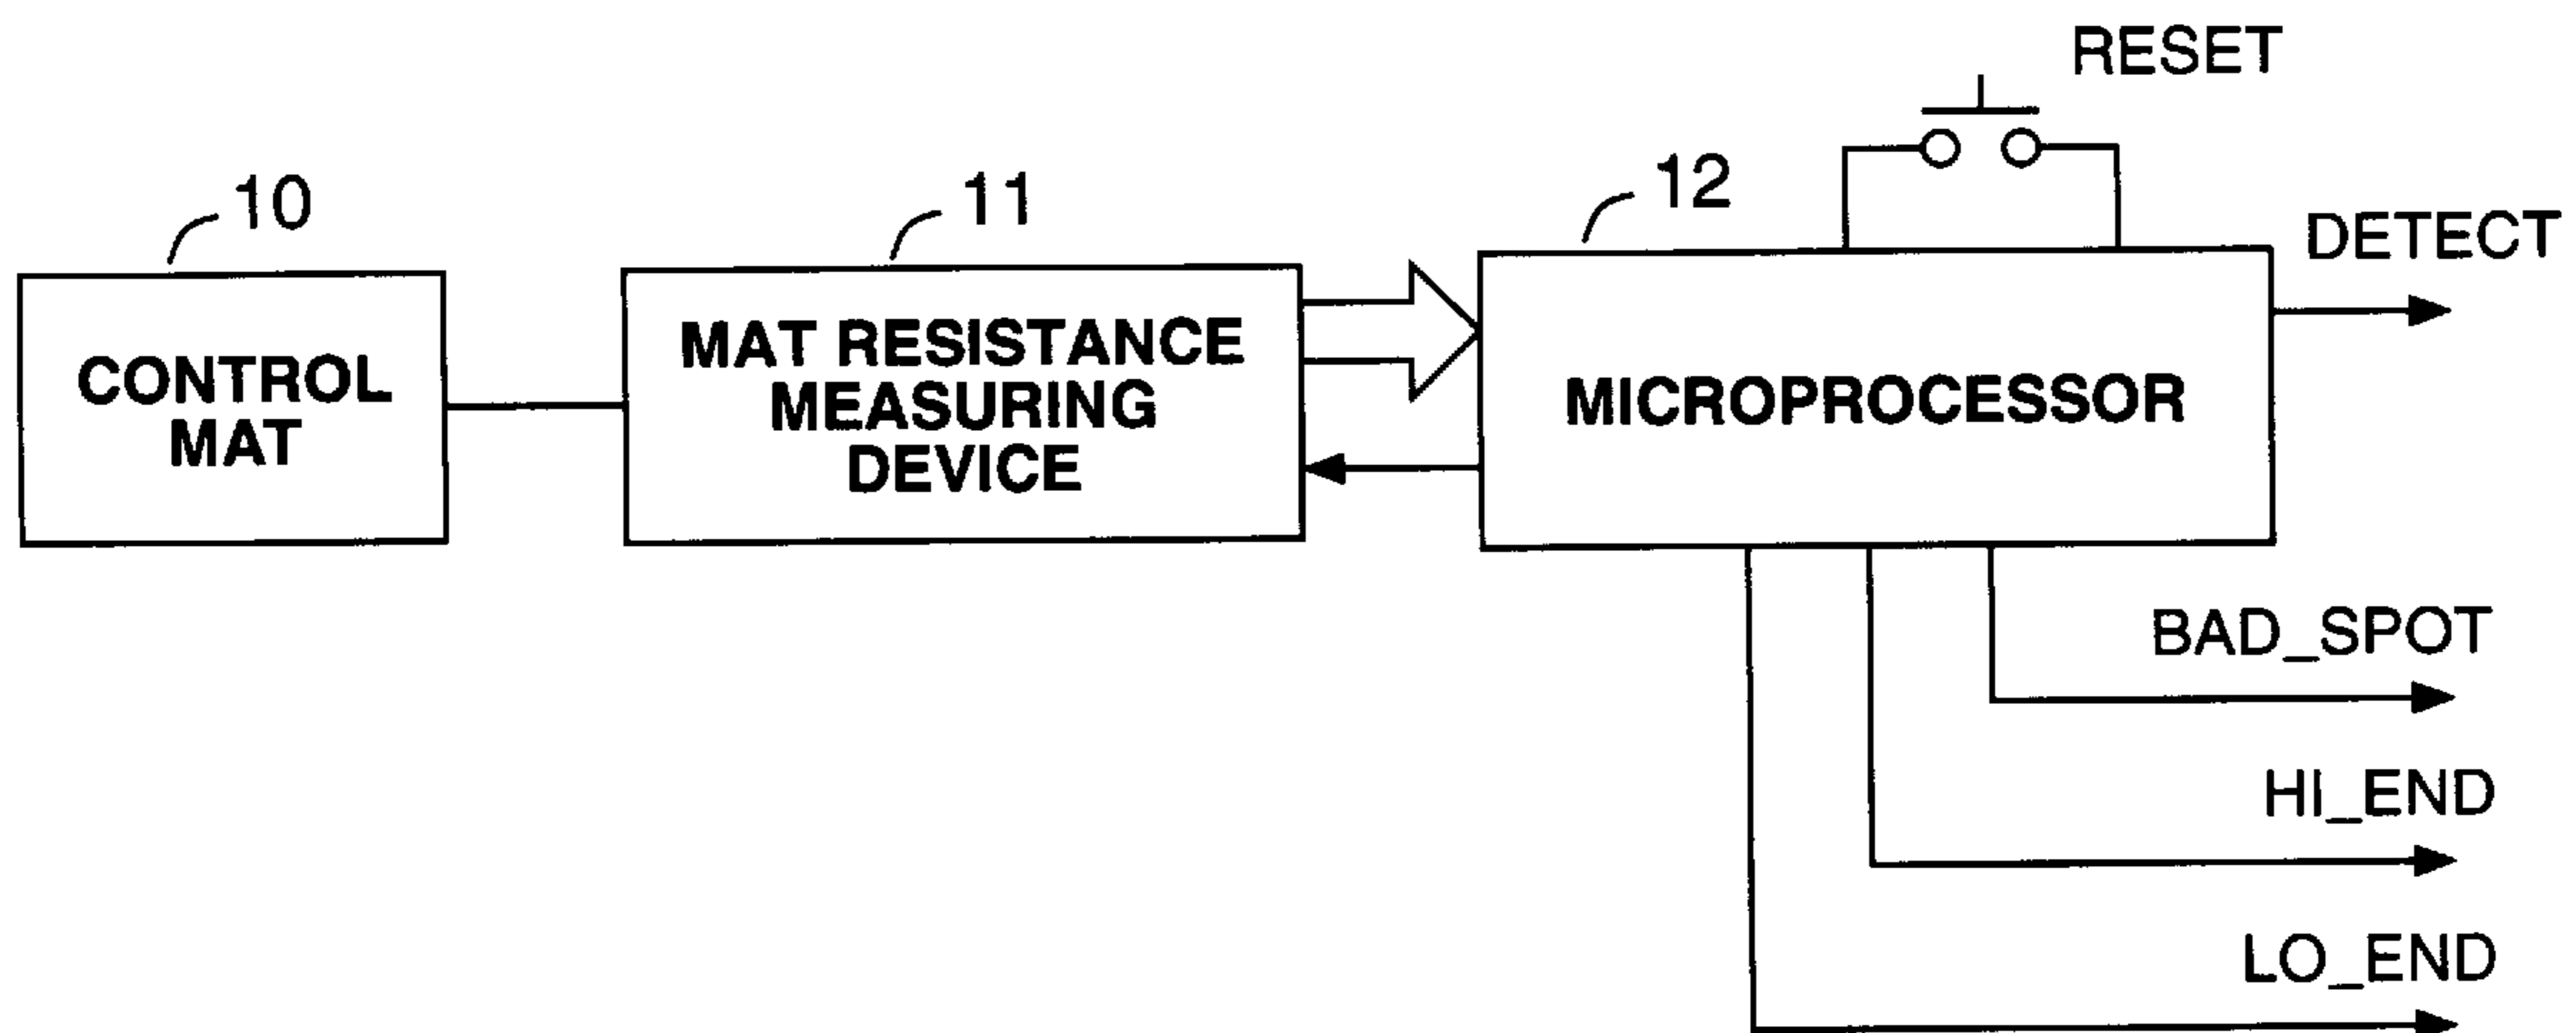 RESET
10
11
12
DETECT
CONTROL
MAT
MAT RESISTANCE
MEASURING
DEVICE
MICROPROCESSOR
BAD_SPOT
HI_END
LO_END